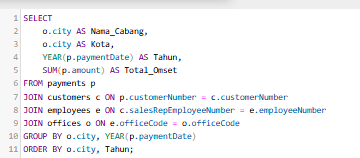 1 SELECT
2 o.city AS Nama_Cabang,
3 o.city AS Kota,
4 YEAR(p.paymentDate) AS Tahun,
5 SUM(p.amount) AS Total_Omset
6 FROM payments p
7 JOIN customers c ON p.customerNumber = c.customerNumber
8 JOIN employees e ON c.salesRepEmployeeNumber = e.employeeNumber
9 JOIN offices o ON e.officeCode = o.officeCode
10 GROUP BY o.city, YEAR(p.paymentDate)
11 ORDER BY o.city, Tahun;